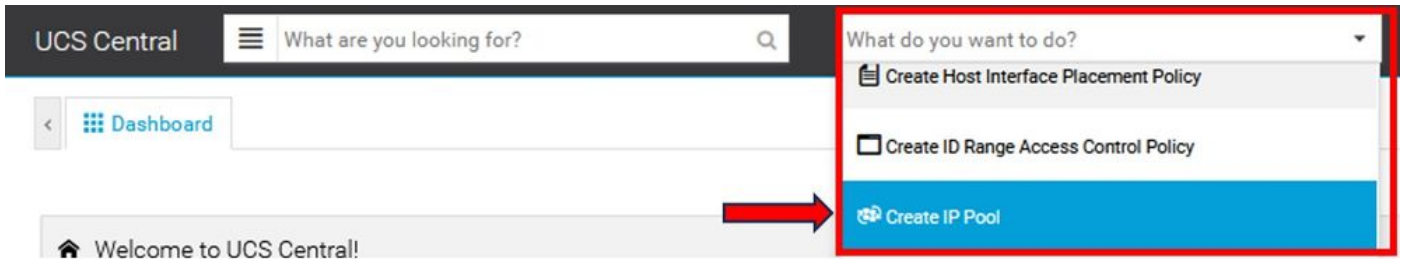 UCS Central
What are you looking for?
What do you want to do?
Create Host Interface Placement Policy
Dashboard
Create ID Range Access Control Policy
Create IP Pool
Welcome to UCS Central!